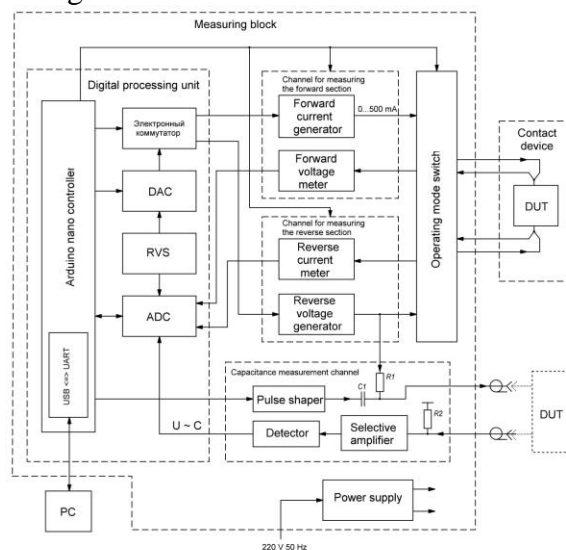 Measuring block
Digital processing unit
Arduino nano controller
USB <=> UART
Электронный
коммутатор
DAC
RVS
ADC
Channel for measuring
the forward section
Forward
current
generator
0...500 mA
Forward
voltage
meter
Channel for measuring
the reverse section
Reverse
current
meter
Reverse
voltage
generator
Operating mode switch
Contact
device
DUT
Capacitance measurement channel
R1
C1
Pulse shaper
R2
U ~ C
Detector
Selective
amplifier
DUT
PC
Power supply
220 V 50 Hz